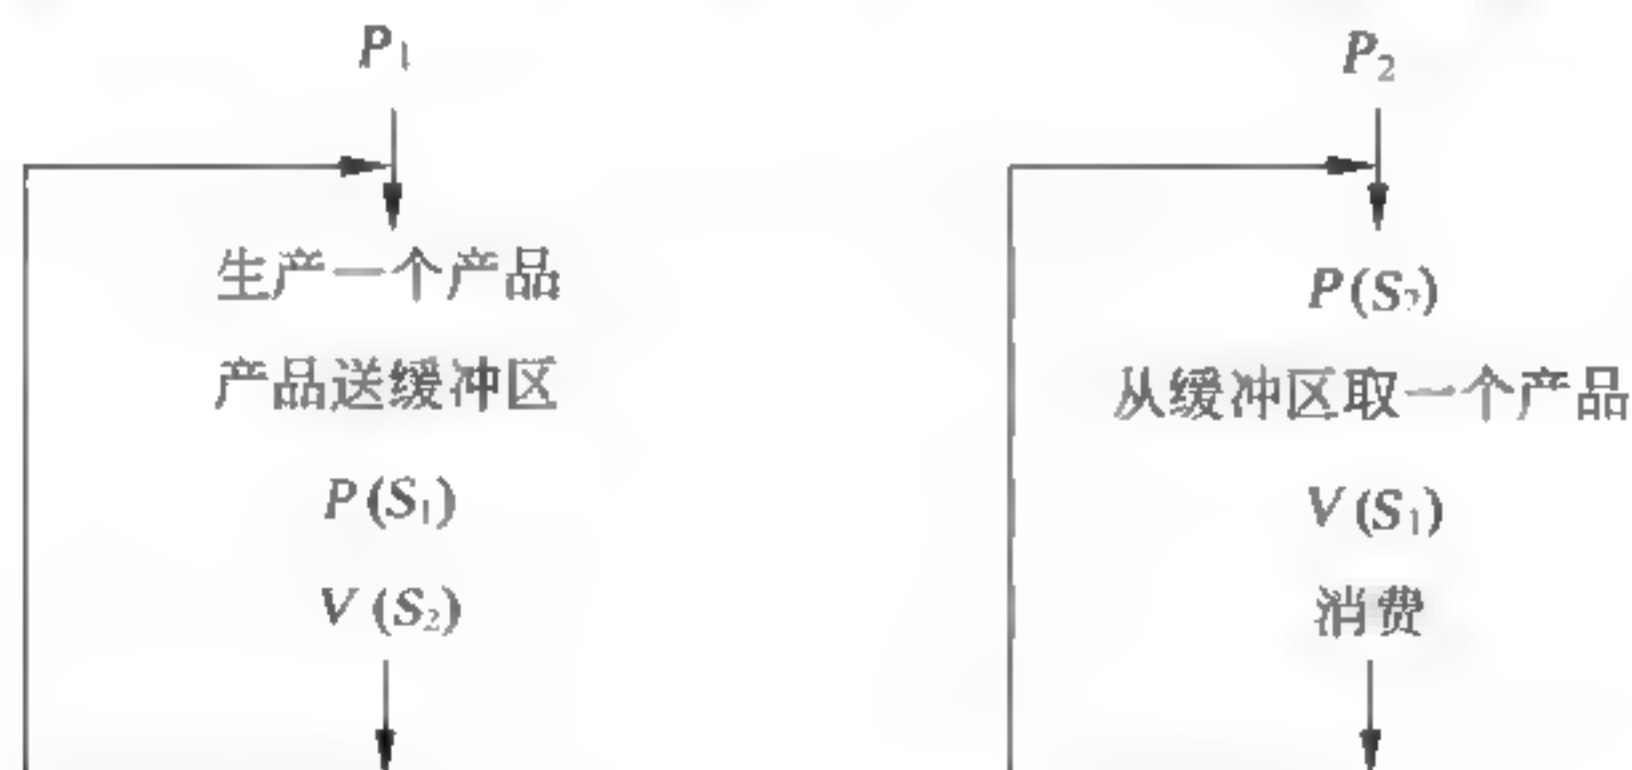 P₁
生产一个产品
产品送缓冲区
P(S₁)
V(S₂)
P₂
P(S₂)
从缓冲区取一个产品
V(S₁)
消费